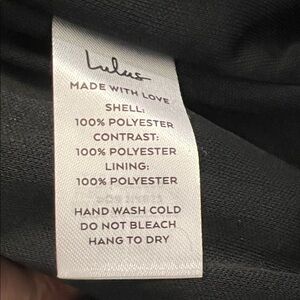 Lulus
MADE WITH LOVE
SHELL:
100% POLYESTER
CONTRAST:
100% POLYESTER
LINING:
100% POLYESTER
HAND WASH COLD
DO NOT BLEACH
HANG TO DRY